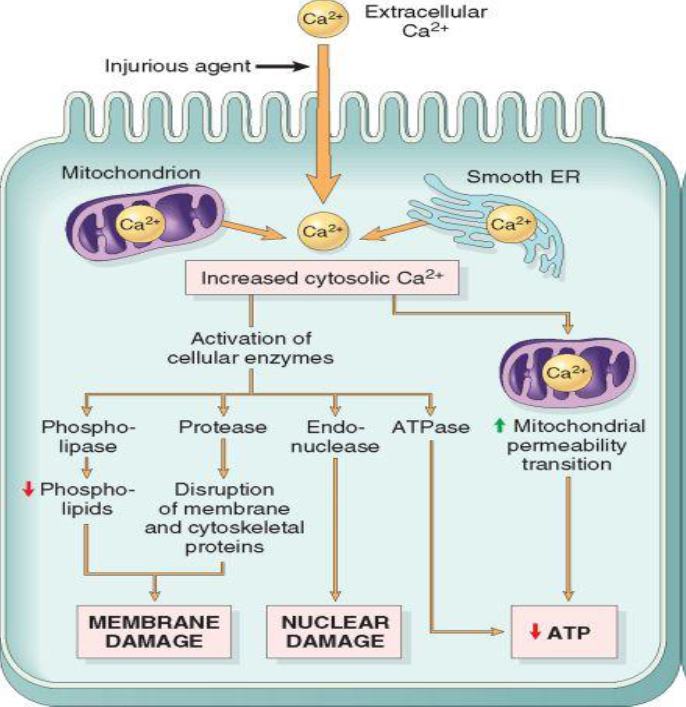 Ca2+
Extracellular
Ca2+
Injurious agent
Mitochondrion
Smooth ER
Ca2+
Ca2+
Ca2+
Increased cytosolic Ca2+
Activation of
cellular enzymes
Ca2+
Phospho-
lipase
Protease
Endo-
nuclease
ATPase
Mitochondrial
permeability
transition
Phospho-
lipids
Disruption
of membrane
and cytoskeletal
proteins
MEMBRANE
DAMAGE
NUCLEAR
DAMAGE
ATP